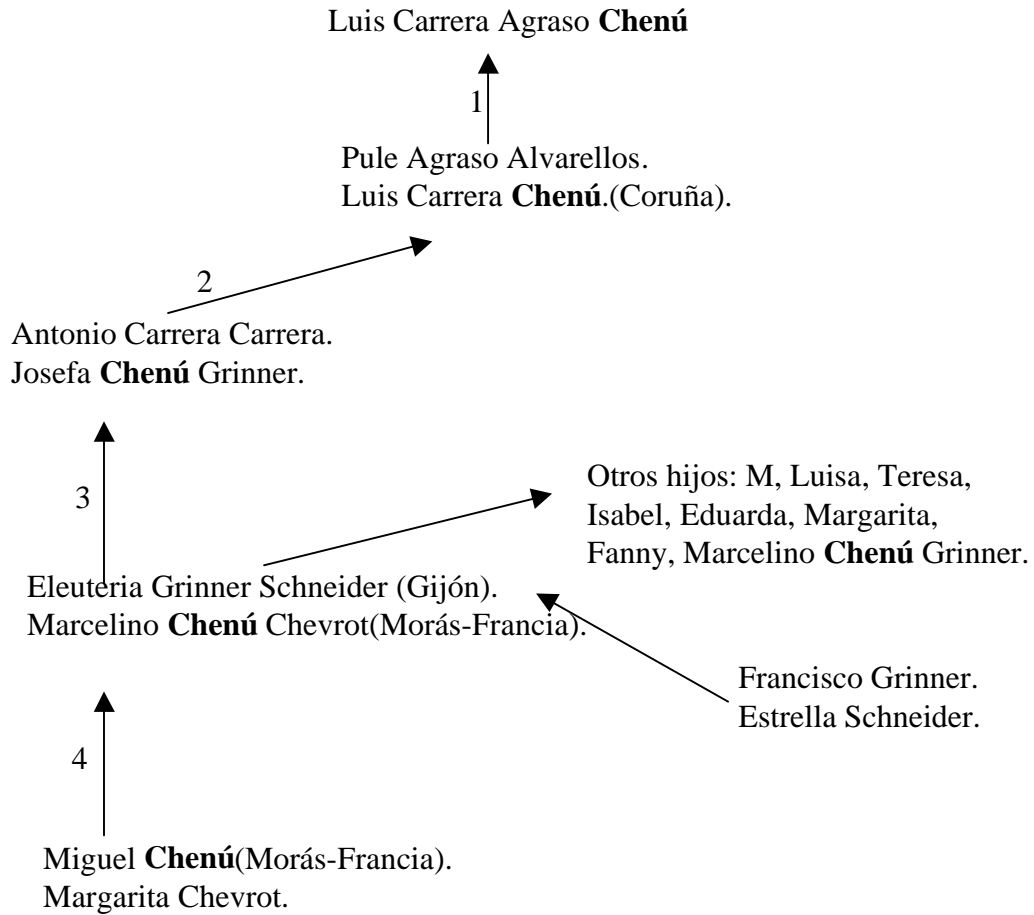 Luis Carrera Agraso Chenú
1
Pule Agraso Alvarellos.
Luis Carrera Chenú.(Coruña).
2
Antonio Carrera Carrera.
Josefa Chenú Grinner.
3
Otros hijos: M, Luisa, Teresa,
Isabel, Eduarda, Margarita,
Fanny, Marcelino Chenú Grinner.
Eleuteria Grinner Schneider (Gijón).
Marcelino Chenú Chevrot(Morás-Francia).
Francisco Grinner.
Estrella Schneider.
4
Miguel Chenú(Morás-Francia).
Margarita Chevrot.